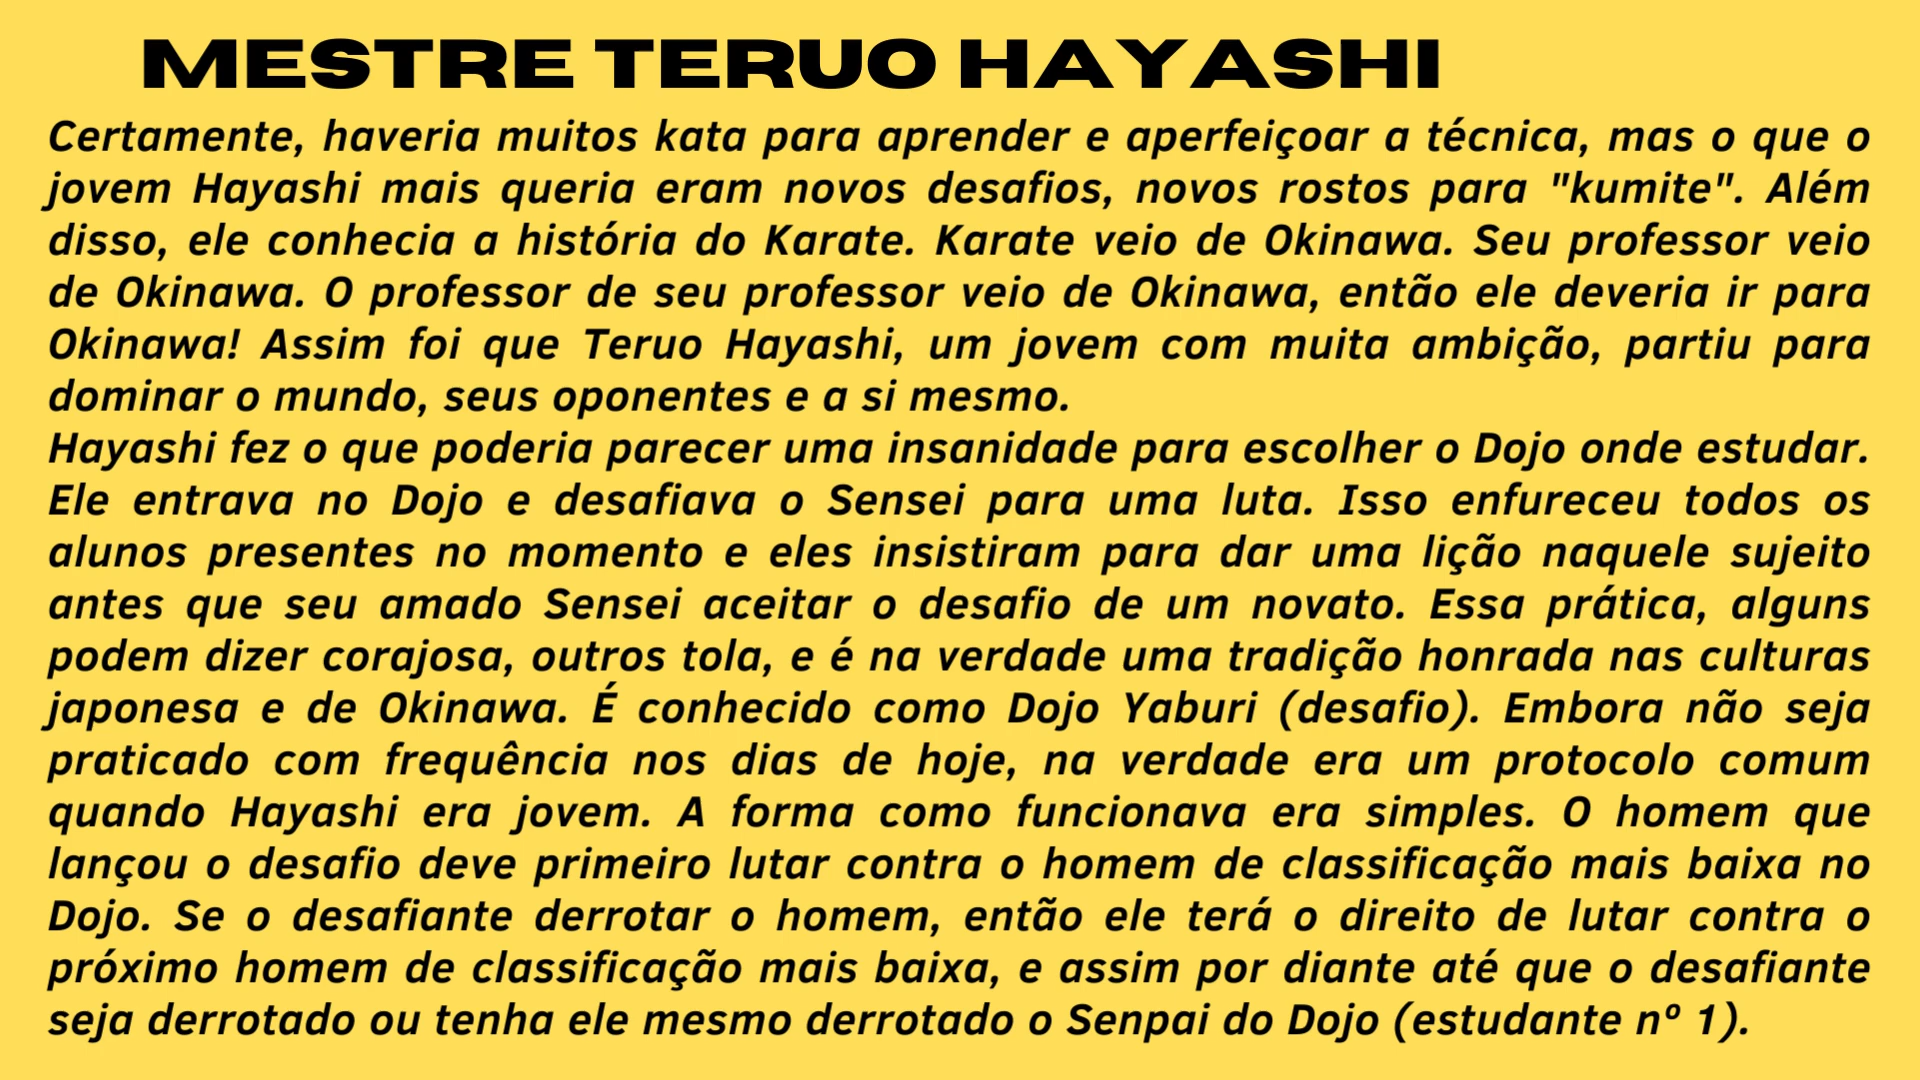 MESTRE TERUO HAYASHI
Certamente, haveria muitos kata para aprender e aperfeiçoar a técnica, mas o que o
jovem Hayashi mais queria eram novos desafios, novos rostos para "kumite". Além
disso, ele conhecia a história do Karate. Karate veio de Okinawa. Seu professor veio
de Okinawa. O professor de seu professor veio de Okinawa, então ele deveria ir para
Okinawa! Assim foi que Teruo Hayashi, um jovem com muita ambição, partiu para
dominar o mundo, seus oponentes e a si mesmo.
Hayashi fez o que poderia parecer uma insanidade para escolher o Dojo onde estudar.
Ele entrava no Dojo e desafiava o Sensei para uma luta. Isso enfureceu todos os
alunos presentes no momento e eles insistiram para dar uma lição naquele sujeito
antes que seu amado Sensei aceitar o desafio de um novato. Essa prática, alguns
podem dizer corajosa, outros tola, e é na verdade uma tradição honrada nas culturas
japonesa e de Okinawa. É conhecido como Dojo Yaburi (desafio). Embora não seja
praticado com frequência nos dias de hoje, na verdade era um protocolo comum
quando Hayashi era jovem. A forma como funcionava era simples. O homem que
lançou o desafio deve primeiro lutar contra o homem de classificação mais baixa no
Dojo. Se o desafiante derrotar o homem, então ele terá o direito de lutar contra o
próximo homem de classificação mais baixa, e assim por diante até que o desafiante
seja derrotado ou tenha ele mesmo derrotado o Senpai do Dojo (estudante nº 1).